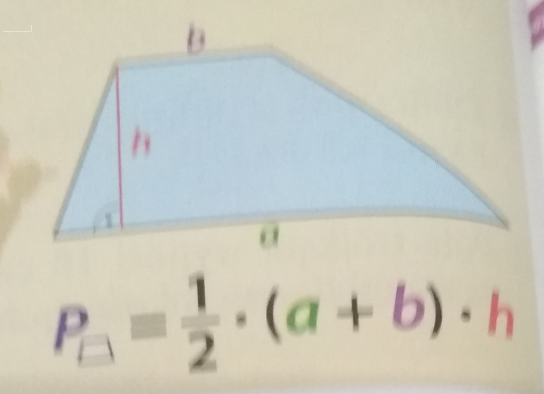 b
h
a
P▱ = 1/2 · (a + b) · h